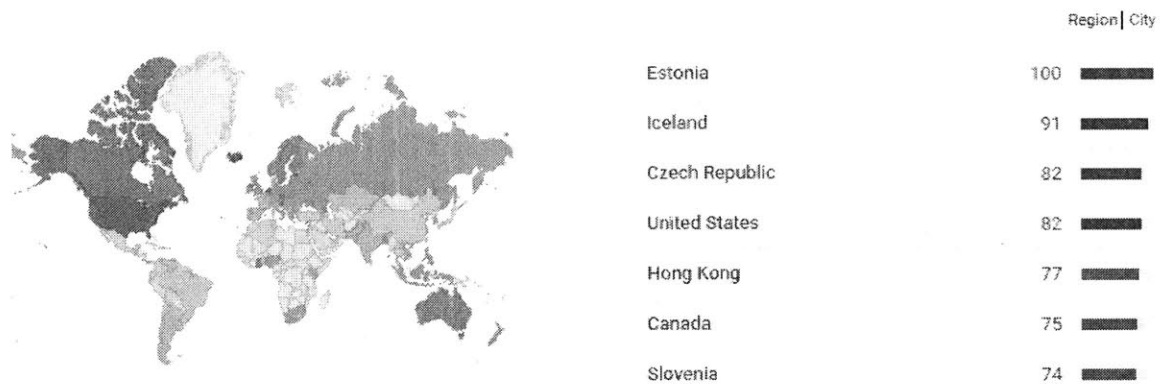 Region | City
Estonia 100
Iceland 91
Czech Republic 82
United States 82
Hong Kong 77
Canada 75
Slovenia 74